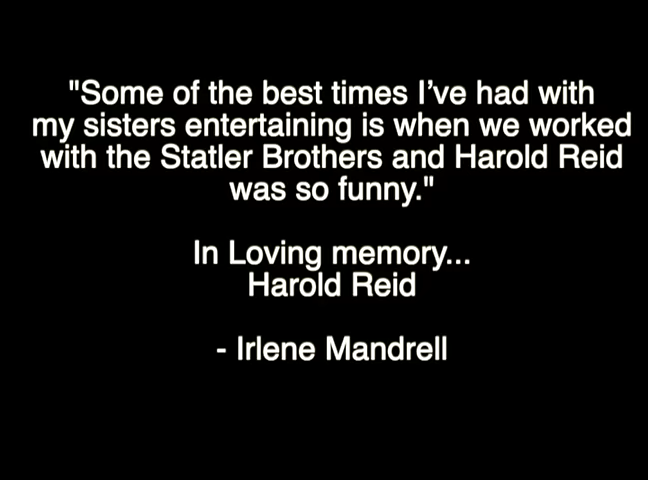 "Some of the best times I’ve had with
my sisters entertaining is when we worked
with the Statler Brothers and Harold Reid
was so funny."
In Loving memory...
Harold Reid
- Irlene Mandrell